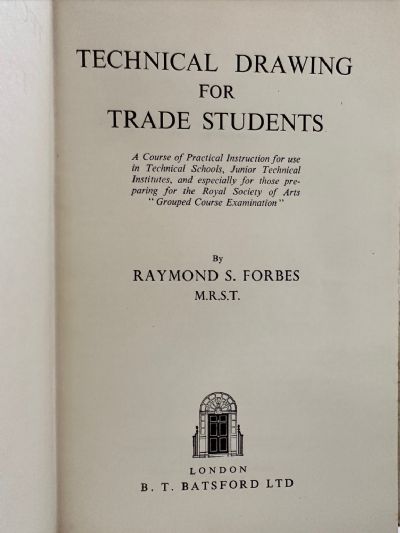 TECHNICAL DRAWING
FOR
TRADE STUDENTS
A Course of Practical Instruction for use
in Technical Schools, Junior Technical
Institutes, and especially for those pre-
paring for the Royal Society of Arts
"Grouped Course Examination"
By
RAYMOND S. FORBES
M.R.S.T.
LONDON
B. T. BATSFORD LTD